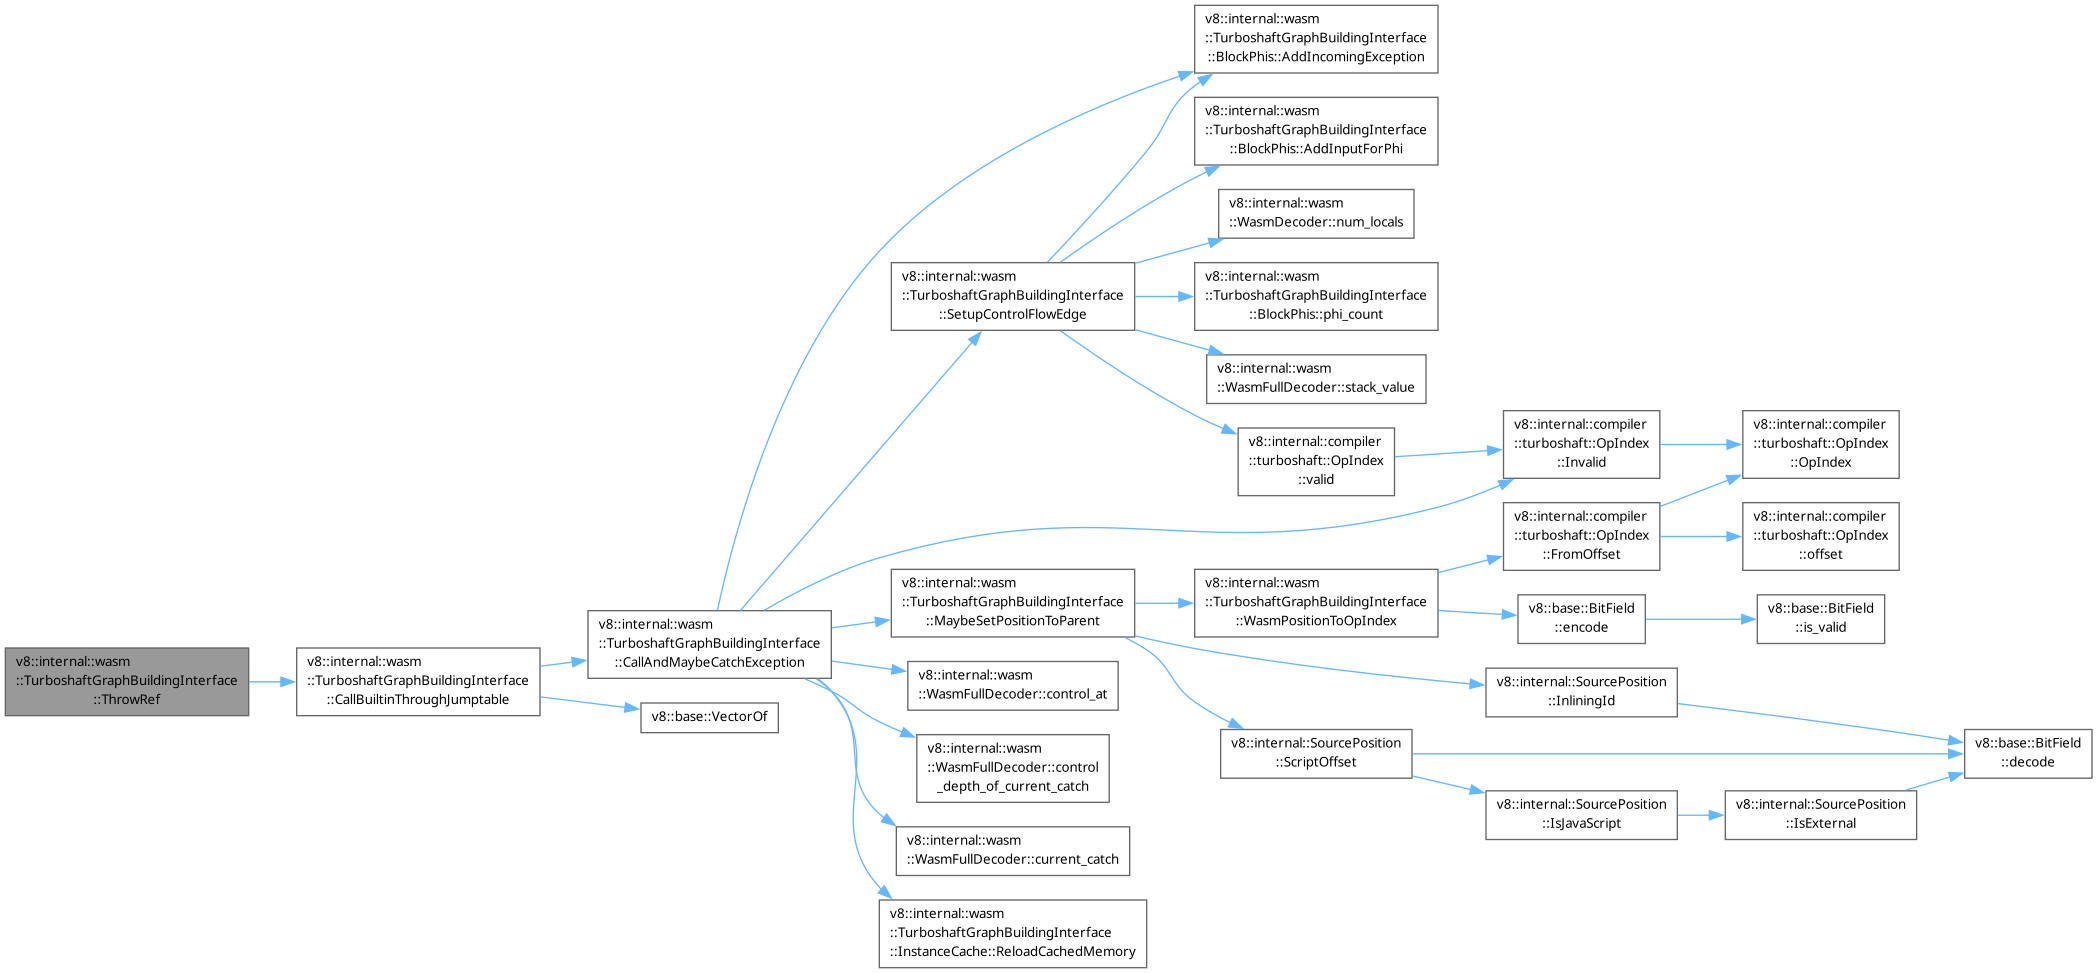 v8::internal::wasm
::TurboshaftGraphBuildingInterface
::ThrowRef
v8::internal::wasm
::TurboshaftGraphBuildingInterface
::CallBuiltinThroughJumptable
v8::internal::wasm
::TurboshaftGraphBuildingInterface
::CallAndMaybeCatchException
v8::base::VectorOf
v8::internal::wasm
::TurboshaftGraphBuildingInterface
::BlockPhis::AddIncomingException
v8::internal::wasm
::TurboshaftGraphBuildingInterface
::BlockPhis::AddInputForPhi
v8::internal::wasm
::WasmDecoder::num_locals
v8::internal::wasm
::TurboshaftGraphBuildingInterface
::SetupControlFlowEdge
v8::internal::wasm
::TurboshaftGraphBuildingInterface
::BlockPhis::phi_count
v8::internal::wasm
::WasmFullDecoder::stack_value
v8::internal::compiler
::turboshaft::OpIndex
::valid
v8::internal::compiler
::turboshaft::OpIndex
::Invalid
v8::internal::compiler
::turboshaft::OpIndex
::OpIndex
v8::internal::compiler
::turboshaft::OpIndex
::FromOffset
v8::internal::compiler
::turboshaft::OpIndex
::offset
v8::internal::wasm
::TurboshaftGraphBuildingInterface
::MaybeSetPositionToParent
v8::internal::wasm
::TurboshaftGraphBuildingInterface
::WasmPositionToOpIndex
v8::base::BitField
::encode
v8::base::BitField
::is_valid
v8::internal::wasm
::WasmFullDecoder::control_at
v8::internal::SourcePosition
::InliningId
v8::internal::wasm
::WasmFullDecoder::control
_depth_of_current_catch
v8::internal::SourcePosition
::ScriptOffset
v8::base::BitField
::decode
v8::internal::SourcePosition
::IsJavaScript
v8::internal::SourcePosition
::IsExternal
v8::internal::wasm
::WasmFullDecoder::current_catch
v8::internal::wasm
::TurboshaftGraphBuildingInterface
::InstanceCache::ReloadCachedMemory